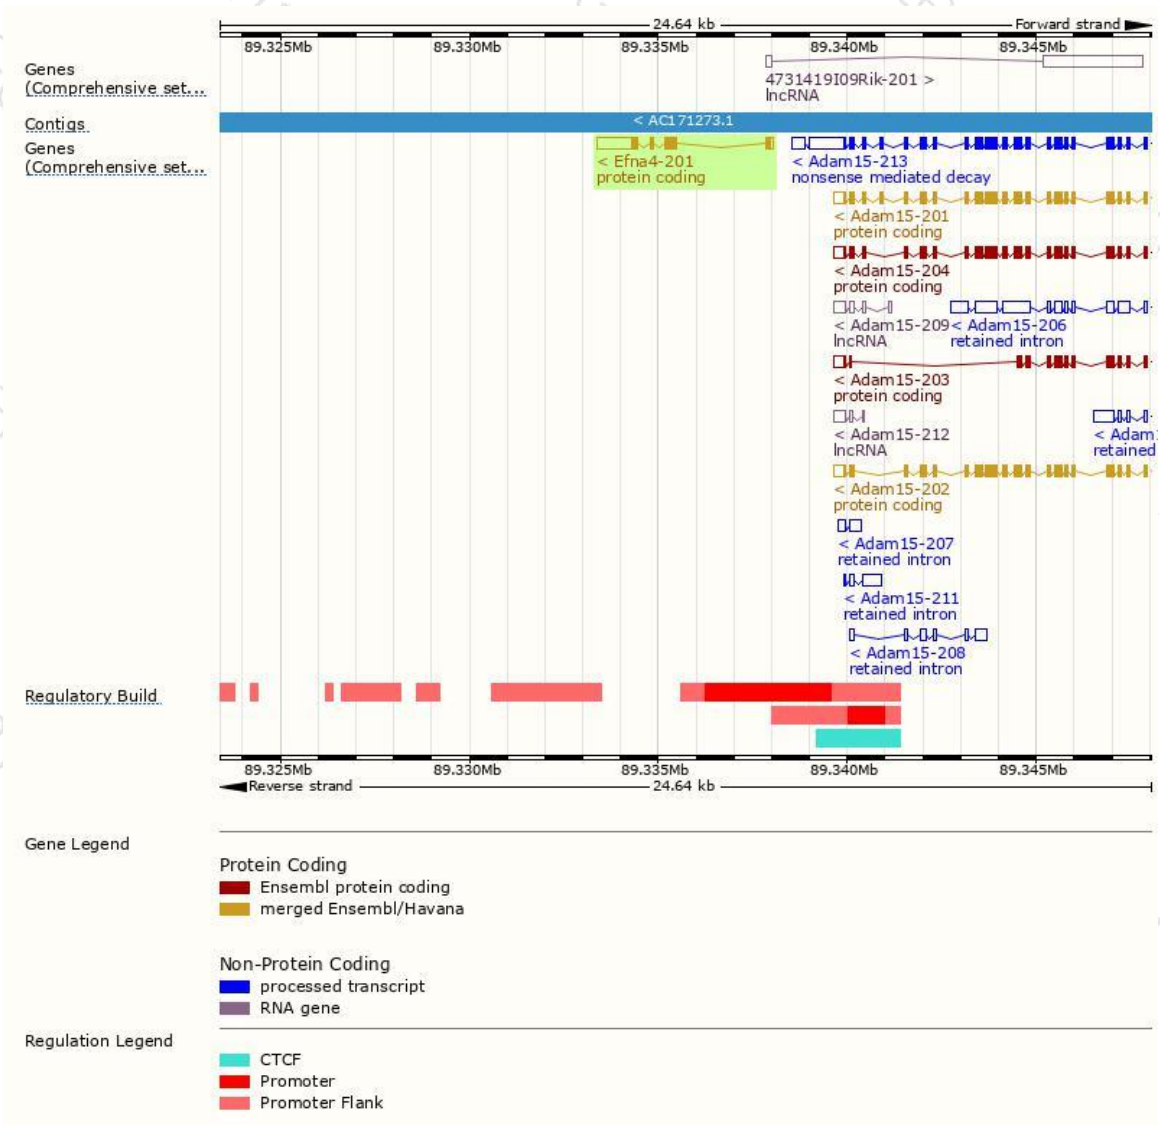 24.64 kb
Forward strand
89.325Mb
89.330Mb
89.335Mb
89.340Mb
89.345Mb
Genes
(Comprehensive set...
4731419I09Rik-201 >
lncRNA
Contigs
< AC171273.1
Genes
(Comprehensive set...
< Efna4-201
protein coding
< Adam15-213
nonsense mediated decay
< Adam15-201
protein coding
< Adam15-204
protein coding
< Adam15-209
lncRNA
< Adam15-206
retained intron
< Adam15-203
protein coding
< Adam15-212
lncRNA
< Adam
retained
< Adam15-202
protein coding
< Adam15-207
retained intron
< Adam15-211
retained intron
< Adam15-208
retained intron
Regulatory Build
89.325Mb
89.330Mb
89.335Mb
89.340Mb
89.345Mb
Reverse strand
24.64 kb
Gene Legend
Protein Coding
Ensembl protein coding
merged Ensembl/Havana
Non-Protein Coding
processed transcript
RNA gene
Regulation Legend
CTCF
Promoter
Promoter Flank